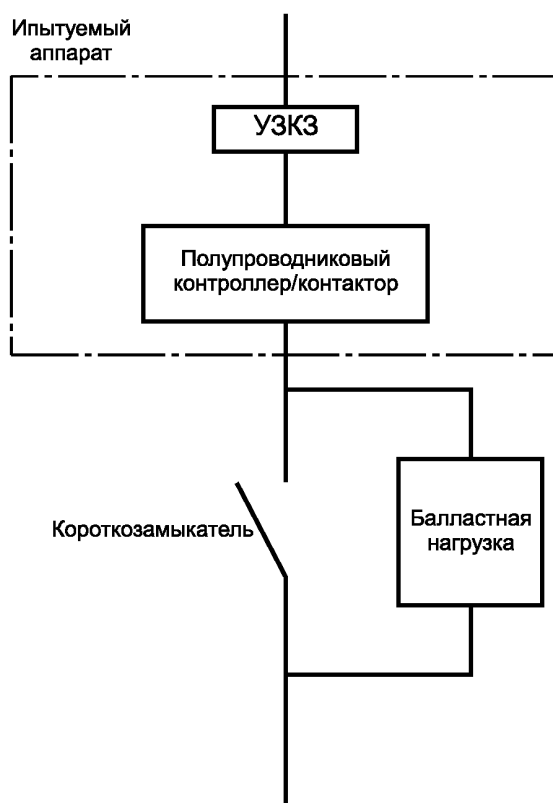 Ипытуемый
аппарат
УЗКЗ
Полупроводниковый
контроллер/контактор
Короткозамыкатель
Балластная
нагрузка